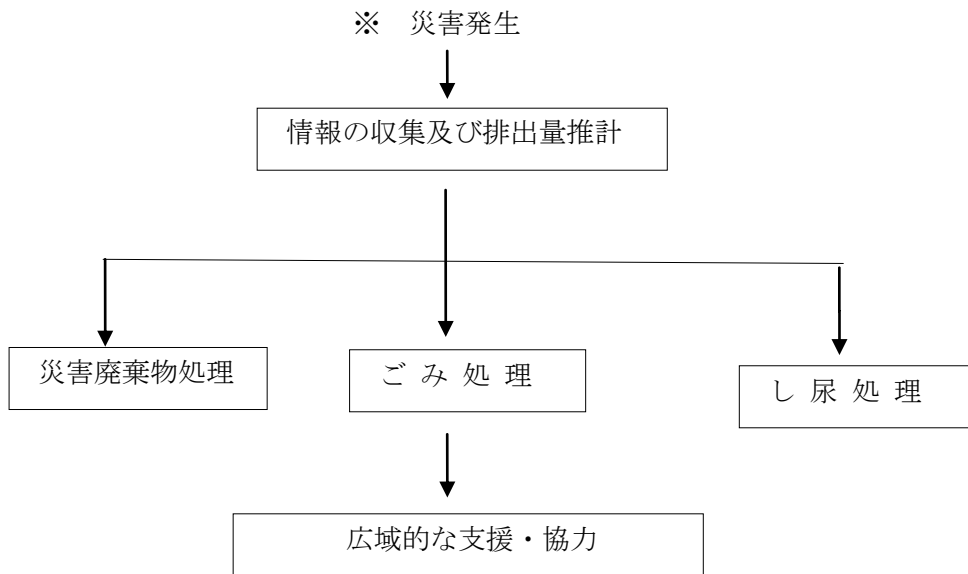 ※　災害発生
情報の収集及び排出量推計
災害廃棄物処理
ご み 処 理
し 尿 処 理
広域的な支援・協力